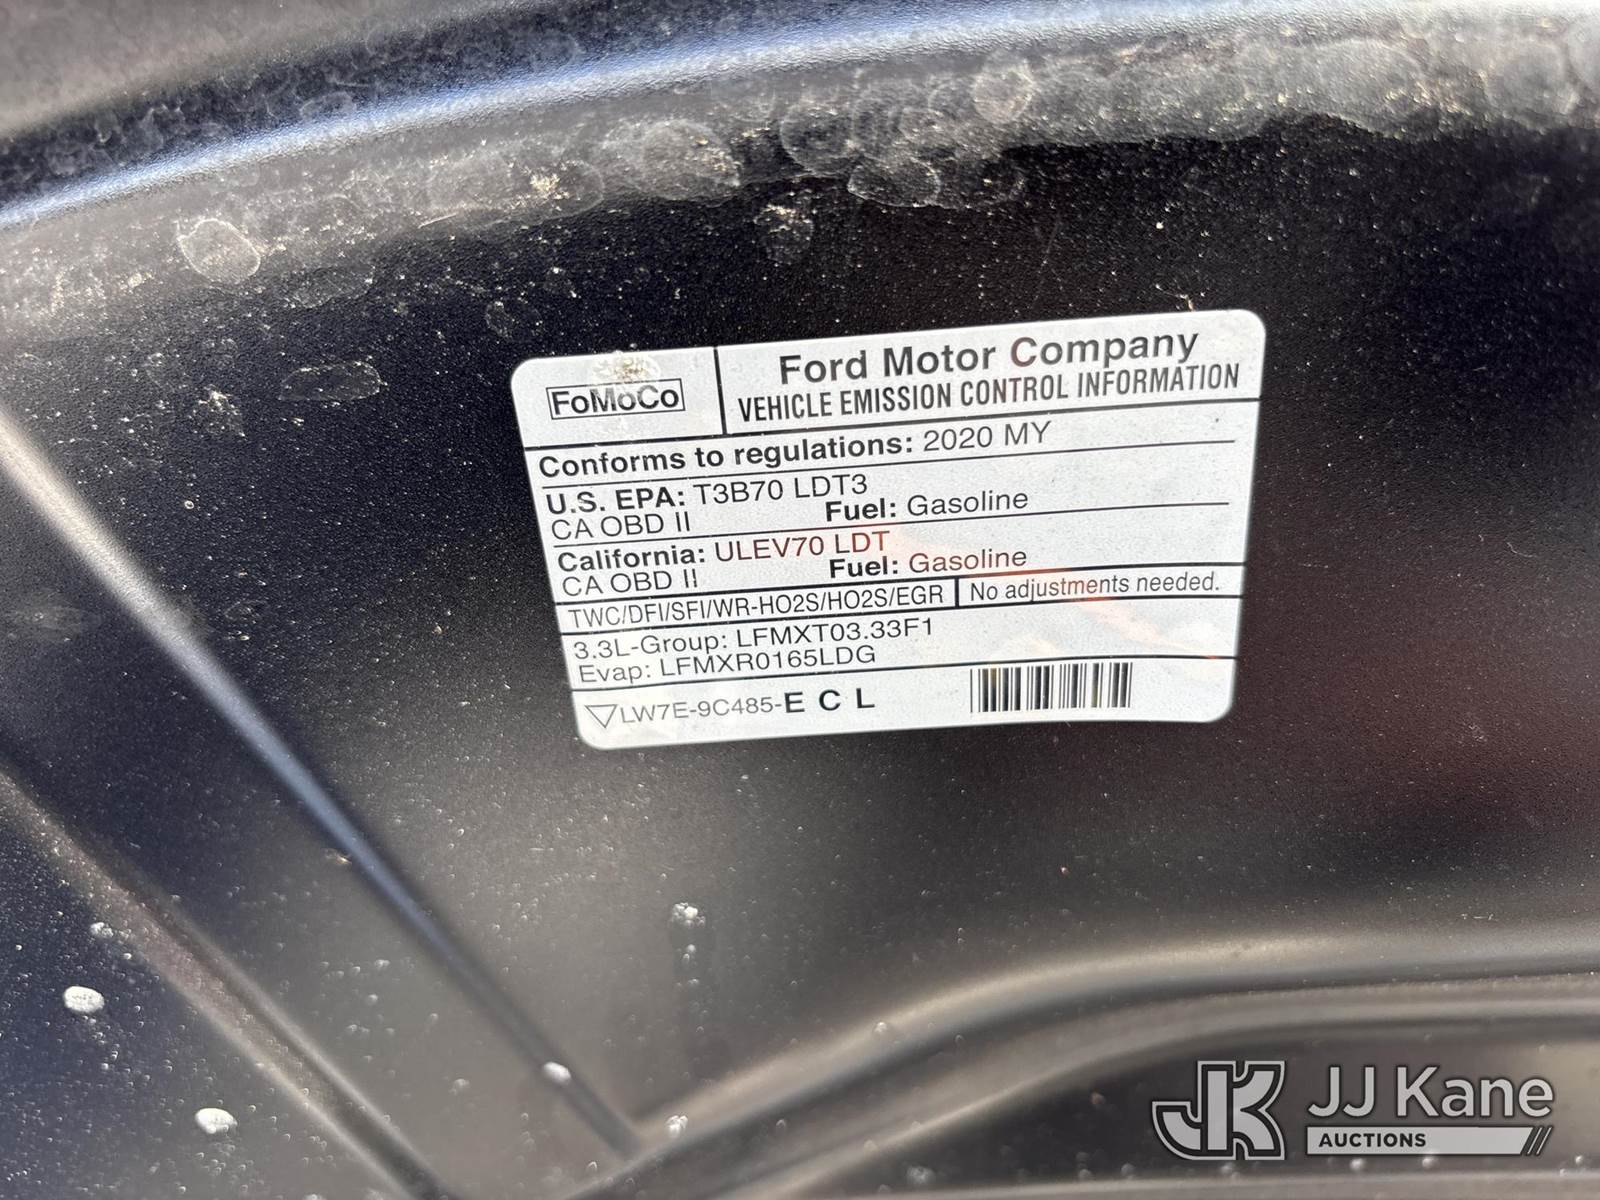 FoMoCo
Ford Motor Company
VEHICLE EMISSION CONTROL INFORMATION
Conforms to regulations: 2020 MY
U.S. EPA: T3B70 LDT3
CA OBD II Fuel: Gasoline
California: ULEV70 LDT
CA OBD II Fuel: Gasoline
TWC/DFI/SFI/WR-HO2S/HO2S/EGR No adjustments needed.
3.3L-Group: LFMXT03.33F1
Evap: LFMXR0165LDG
LW7E-9C485-E C L
JK JJ Kane
AUCTIONS